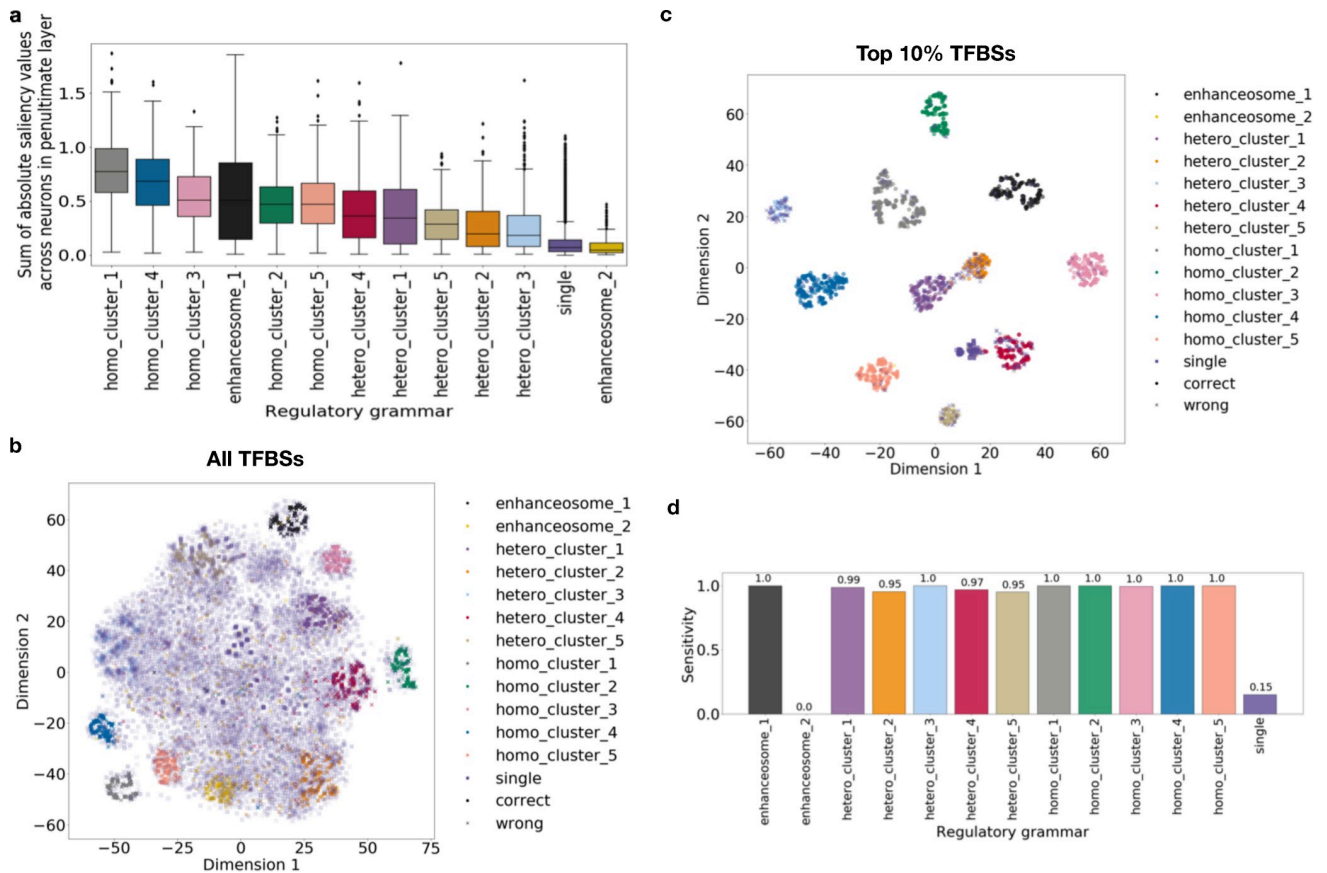 a
Sum of absolute saliency values
across neurons in penultimate layer
1.5
1.0
0.5
0.0
homo_cluster_1
homo_cluster_4
homo_cluster_3
enhanceosome_1
homo_cluster_2
homo_cluster_5
hetero_cluster_4
hetero_cluster_1
hetero_cluster_5
hetero_cluster_2
hetero_cluster_3
single
enhanceosome_2
Regulatory grammar
b
All TFBSs
Dimension 2
60
40
20
0
−20
−40
−60
−50
−25
0
25
50
75
Dimension 1
enhanceosome_1
enhanceosome_2
hetero_cluster_1
hetero_cluster_2
hetero_cluster_3
hetero_cluster_4
hetero_cluster_5
homo_cluster_1
homo_cluster_2
homo_cluster_3
homo_cluster_4
homo_cluster_5
single
correct
wrong
c
Top 10% TFBSs
Dimension 2
60
40
20
0
−20
−40
−60
−60
−40
−20
0
20
40
60
Dimension 1
enhanceosome_1
enhanceosome_2
hetero_cluster_1
hetero_cluster_2
hetero_cluster_3
hetero_cluster_4
hetero_cluster_5
homo_cluster_1
homo_cluster_2
homo_cluster_3
homo_cluster_4
homo_cluster_5
single
correct
wrong
d
Sensitivity
1.0
0.5
0.0
1.0
0.0
0.99
0.95
1.0
0.97
0.95
1.0
1.0
1.0
1.0
1.0
0.15
enhanceosome_1
enhanceosome_2
hetero_cluster_1
hetero_cluster_2
hetero_cluster_3
hetero_cluster_4
hetero_cluster_5
homo_cluster_1
homo_cluster_2
homo_cluster_3
homo_cluster_4
homo_cluster_5
single
Regulatory grammar